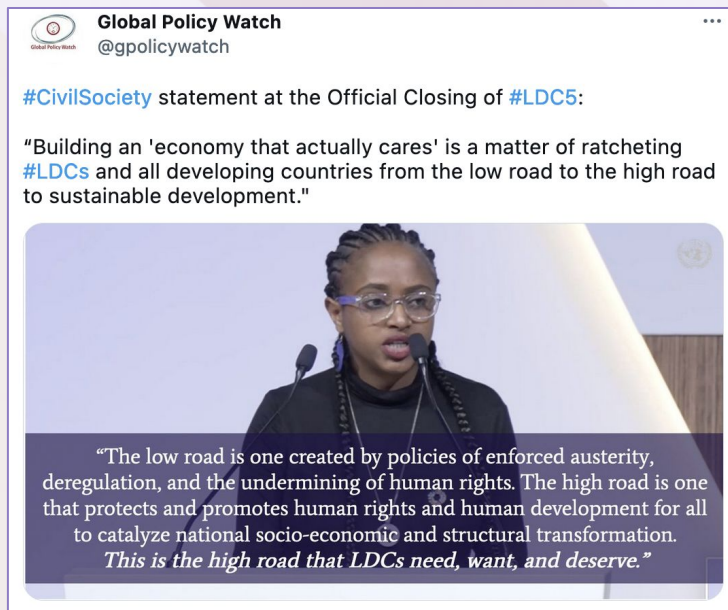 Global Policy Watch
@gpolicywatch
Global Policy Watch
#CivilSociety statement at the Official Closing of #LDC5:
“Building an 'economy that actually cares' is a matter of ratcheting
#LDCs and all developing countries from the low road to the high road
to sustainable development."
“The low road is one created by policies of enforced austerity,
deregulation, and the undermining of human rights. The high road is one
that protects and promotes human rights and human development for all
to catalyze national socio-economic and structural transformation.
This is the high road that LDCs need, want, and deserve.”